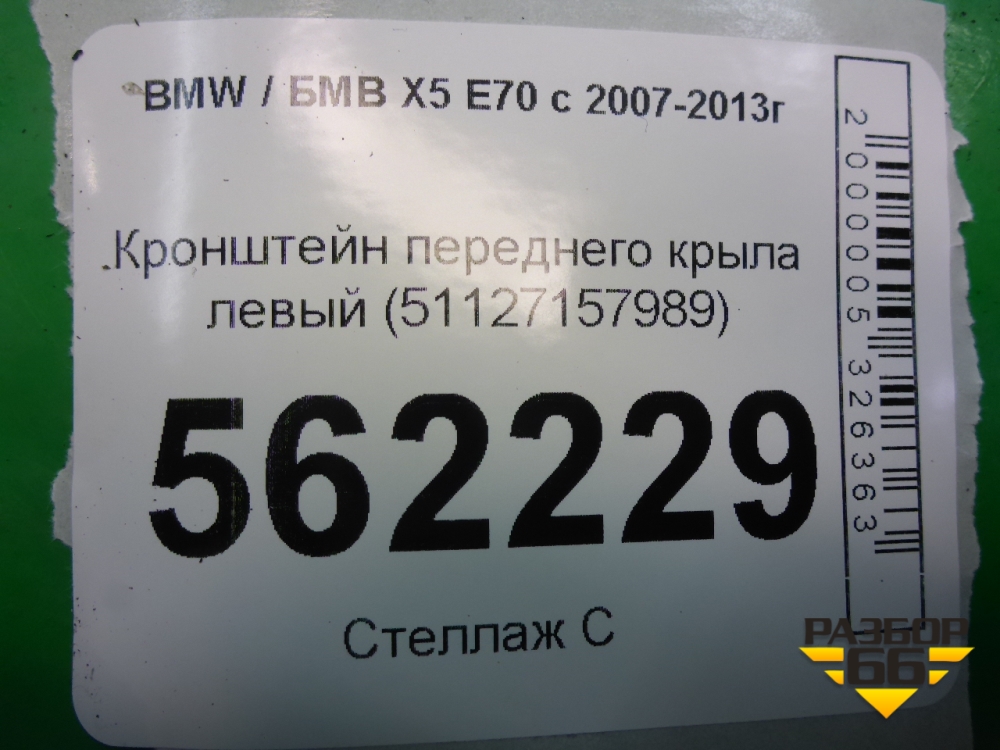 BMW / БМВ X5 E70 с 2007-2013г
Кронштейн переднего крыла
левый (51127157989)
562229
Стеллаж С
2000005326363
РАЗБОР
66